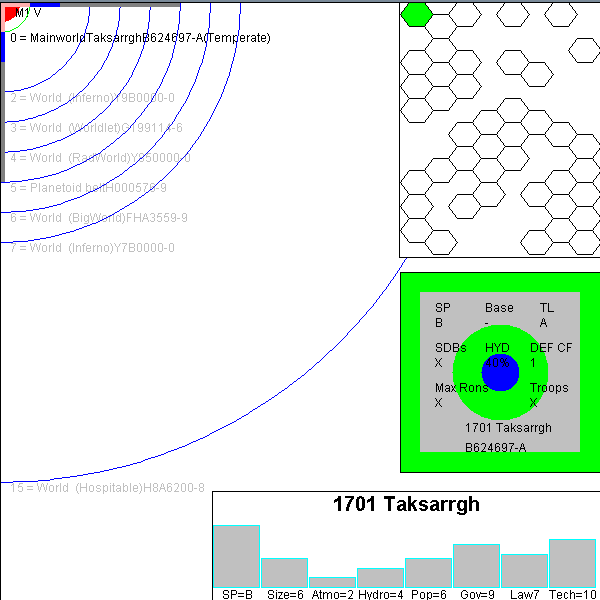 M1 V
0 = MainworldTaksarrghB624697-A(Temperate)
2 = World  (Inferno)Y9B0000-0
3 = World  (Worldlet)G199114-6
4 = World  (RadWorld)Y850000-0
5 = Planetoid beltH000576-9
6 = World  (BigWorld)FHA3559-9
7 = World  (Inferno)Y7B0000-0
15 = World  (Hospitable)H8A6200-8
SP Base TL
B - A
SDBs HYD DEF CF
X 40% 1
Max Rons Troops
X X
1701 Taksarrgh
B624697-A
1701 Taksarrgh
SP=B Size=6 Atmo=2 Hydro=4 Pop=6 Gov=9 Law7 Tech=10